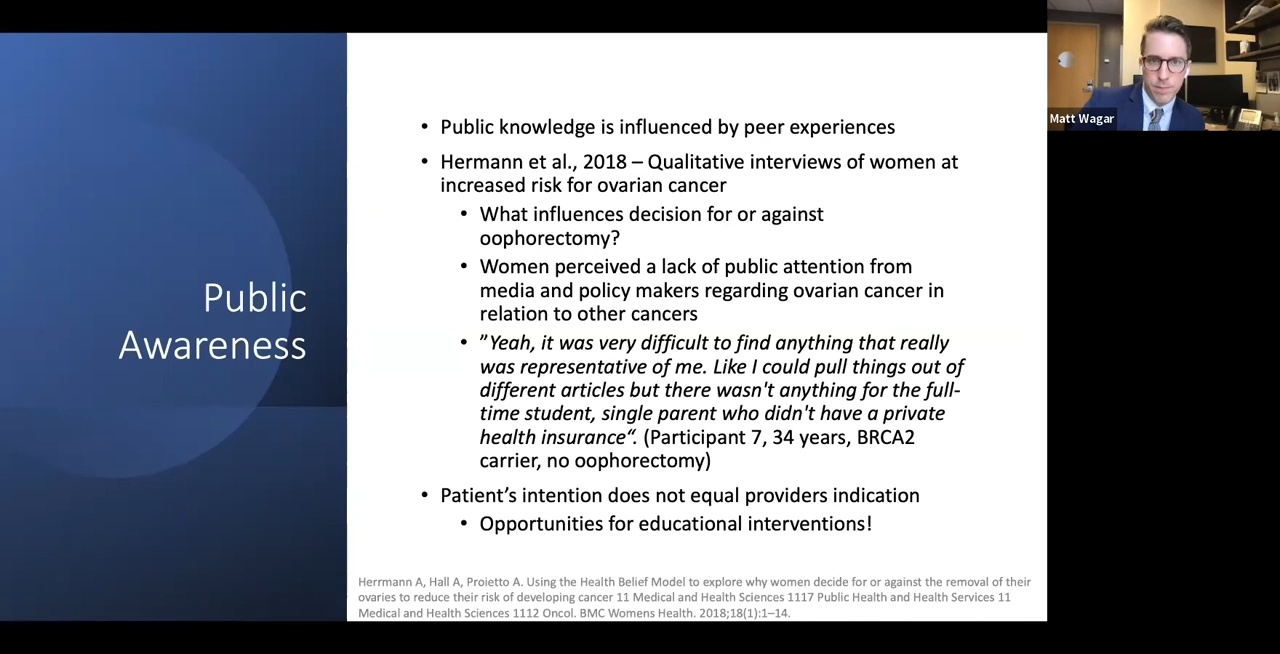 Public
Awareness
• Public knowledge is influenced by peer experiences
• Hermann et al., 2018 – Qualitative interviews of women at
increased risk for ovarian cancer
• What influences decision for or against
oophorectomy?
• Women perceived a lack of public attention from
media and policy makers regarding ovarian cancer in
relation to other cancers
• ”Yeah, it was very difficult to find anything that really
was representative of me. Like I could pull things out of
different articles but there wasn't anything for the full-
time student, single parent who didn't have a private
health insurance“. (Participant 7, 34 years, BRCA2
carrier, no oophorectomy)
• Patient’s intention does not equal providers indication
• Opportunities for educational interventions!
Herrmann A, Hall A, Proietto A. Using the Health Belief Model to explore why women decide for or against the removal of their
ovaries to reduce their risk of developing cancer 11 Medical and Health Sciences 1117 Public Health and Health Services 11
Medical and Health Sciences 1112 Oncol. BMC Womens Health. 2018;18(1):1–14.
Matt Wagar